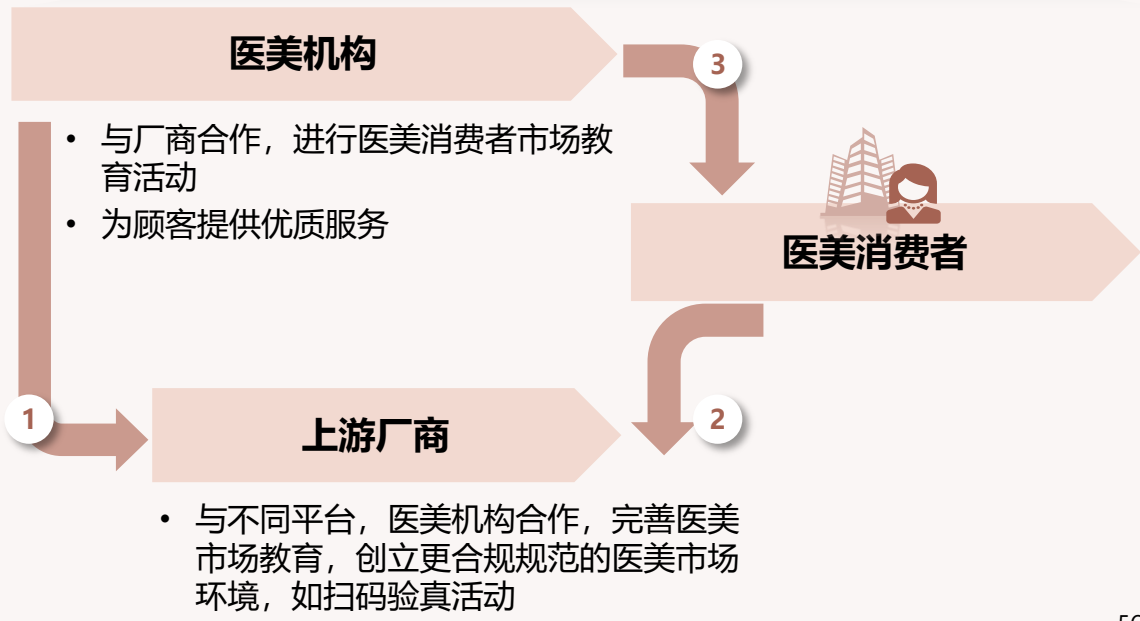 医美机构
3
• 与厂商合作，进行医美消费者市场教
育活动
• 为顾客提供优质服务
医美消费者
1
上游厂商
2
• 与不同平台，医美机构合作，完善医美
市场教育，创立更合规规范的医美市场
环境，如扫码验真活动